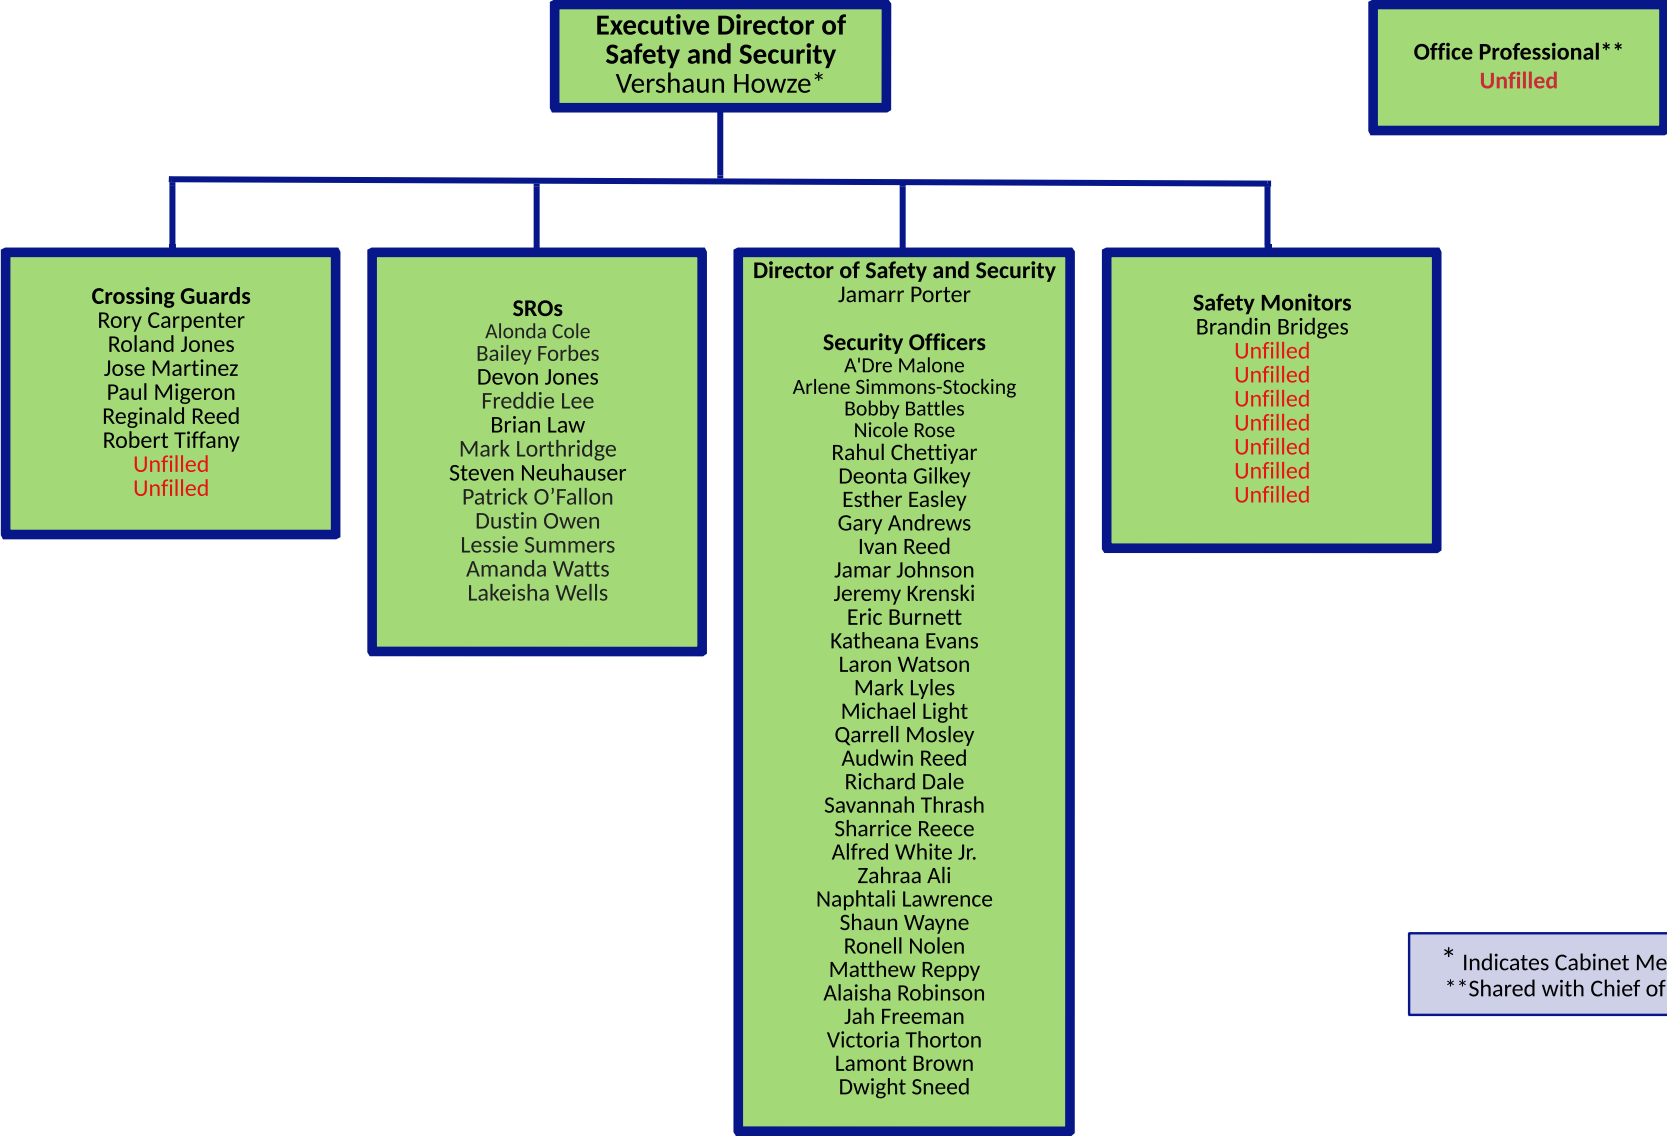 Executive Director of
Safety and Security
Vershaun Howze*
Office Professional**
Unfilled
Crossing Guards
Rory Carpenter
Roland Jones
Jose Martinez
Paul Migeron
Reginald Reed
Robert Tiffany
Unfilled
Unfilled
SROs
Alonda Cole
Bailey Forbes
Devon Jones
Freddie Lee
Brian Law
Mark Lorthridge
Steven Neuhauser
Patrick O’Fallon
Dustin Owen
Lessie Summers
Amanda Watts
Lakeisha Wells
Director of Safety and Security
Jamarr Porter
Security Officers
A'Dre Malone
Arlene Simmons-Stocking
Bobby Battles
Nicole Rose
Rahul Chettiyar
Deonta Gilkey
Esther Easley
Gary Andrews
Ivan Reed
Jamar Johnson
Jeremy Krenski
Eric Burnett
Katheana Evans
Laron Watson
Mark Lyles
Michael Light
Qarrell Mosley
Audwin Reed
Richard Dale
Savannah Thrash
Sharrice Reece
Alfred White Jr.
Zahraa Ali
Naphtali Lawrence
Shaun Wayne
Ronell Nolen
Matthew Reppy
Alaisha Robinson
Jah Freeman
Victoria Thorton
Lamont Brown
Dwight Sneed
Safety Monitors
Brandin Bridges
Unfilled
Unfilled
Unfilled
Unfilled
Unfilled
Unfilled
Unfilled
* Indicates Cabinet Me
**Shared with Chief of